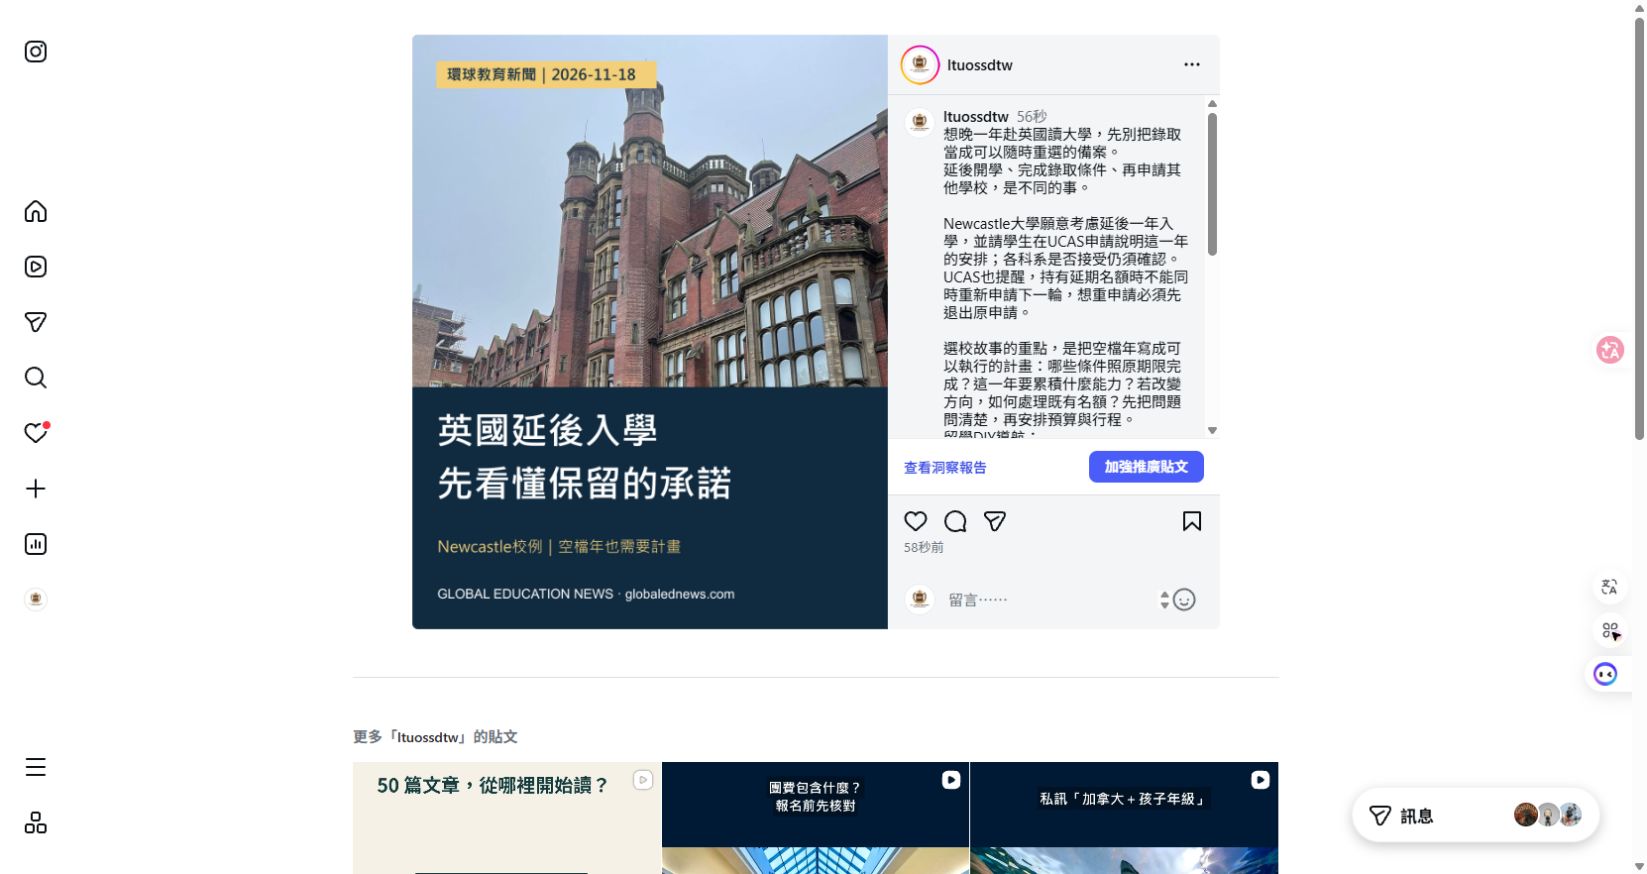 環球教育新聞 | 2026-11-18
英國延後入學
先看懂保留的承諾
Newcastle校例 | 空檔年也需要計畫
GLOBAL EDUCATION NEWS · globalednews.com
ltuossdtw
ltuossdtw 56秒
想晚一年赴英國讀大學，先別把錄取
當成可以隨時重選的備案。
延後開學、完成錄取條件、再申請其
他學校，是不同的事。
Newcastle大學願意考慮延後一年入
學，並請學生在UCAS申請說明這一年
的安排；各科系是否接受仍須確認。
UCAS也提醒，持有延期名額時不能同
時重新申請下一輪，想重申請必須先
退出原申請。
選校故事的重點，是把空檔年寫成可
以執行的計畫：哪些條件照原期限完
成？這一年要累積什麼能力？若改變
方向，如何處理既有名額？先把問題
問清楚，再安排預算與行程。
留學DIY導航：
查看洞察報告
加強推廣貼文
58秒前
留言……
更多「ltuossdtw」的貼文
50 篇文章，從哪裡開始讀？
團費包含什麼？
報名前先核對
私訊「加拿大＋孩子年級」
訊息